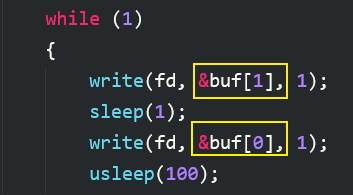 while (1)
{
write(fd, &buf[1], 1);
sleep(1);
write(fd, &buf[0], 1);
usleep(100);